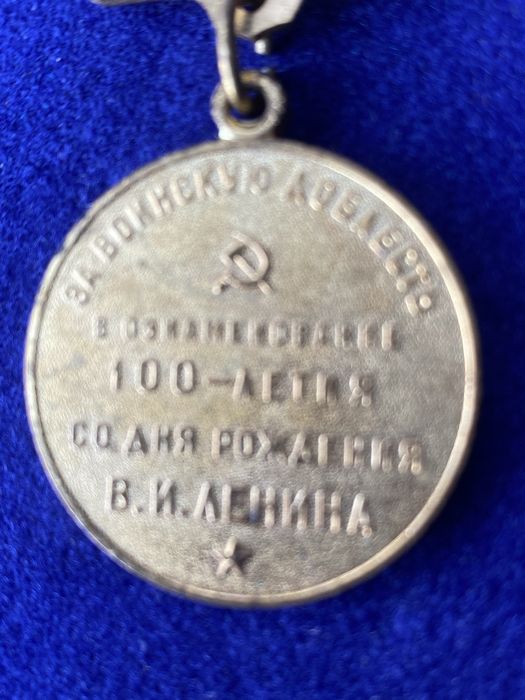 ЗА ВОИНСКУЮ ДОБЛЕСТЬ
В ОЗНАМЕНОВАНИЕ
100-ЛЕТИЯ
СО ДНЯ РОЖДЕНИЯ
В.И.ЛЕНИНА